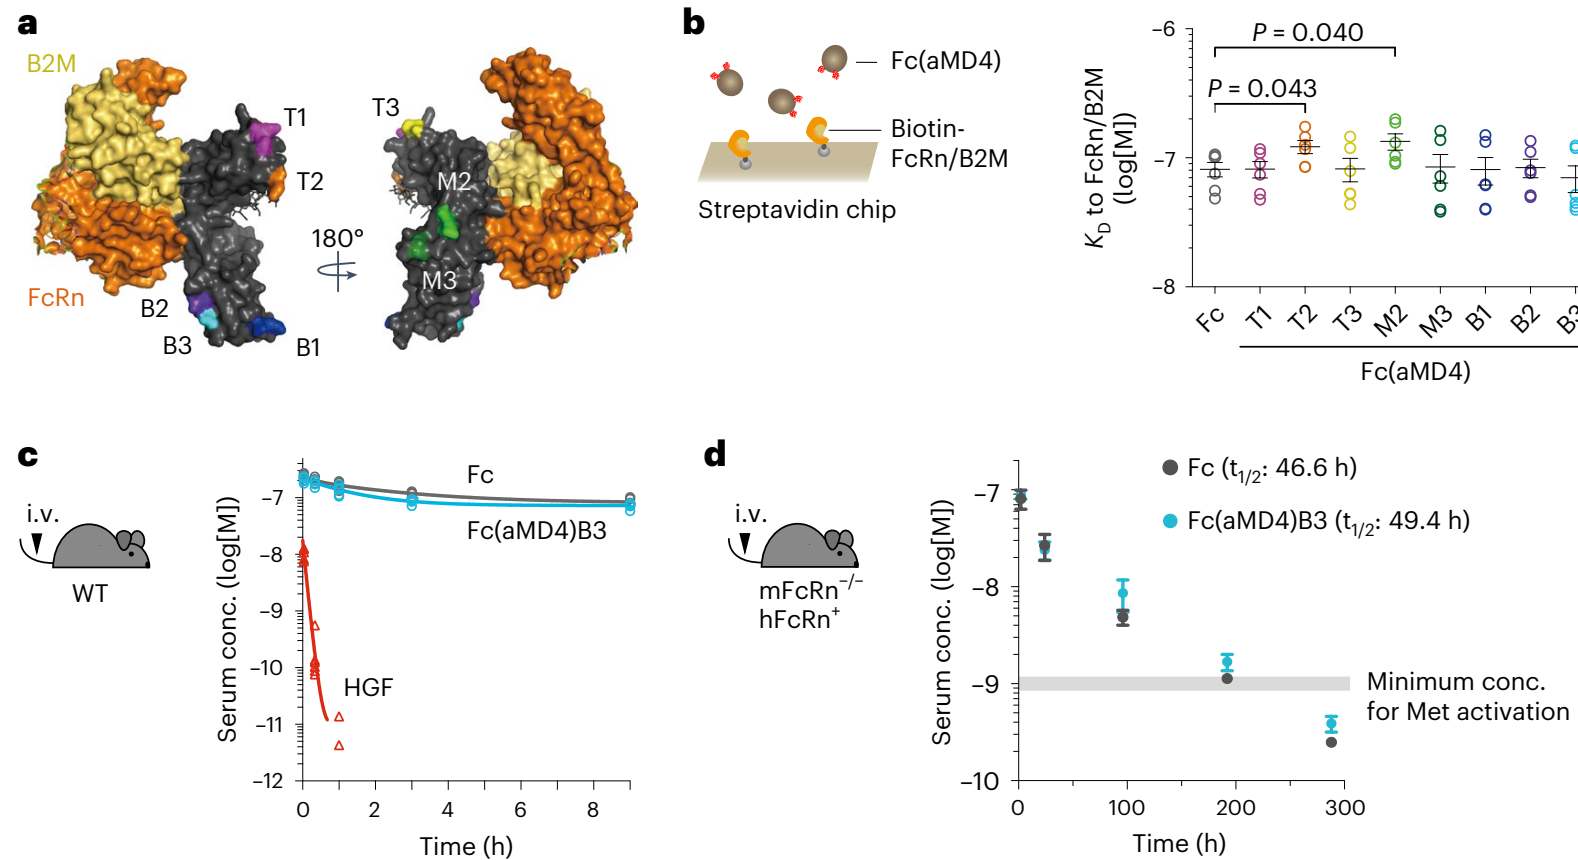 a
B2M
FcRn
T1
T2
B2
B3
B1
180°
T3
M2
M3
b
Fc(aMD4)
Biotin-
FcRn/B2M
Streptavidin chip
K_D to FcRn/B2M
(log[M])
–6
–7
–8
P = 0.040
P = 0.043
Fc T1 T2 T3 M2 M3 B1 B2 B3
Fc(aMD4)
c
i.v.
WT
Serum conc. (log[M])
–7
–8
–9
–10
–11
–12
Fc
Fc(aMD4)B3
HGF
0 2 4 6 8
Time (h)
d
i.v.
mFcRn⁻/⁻
hFcRn⁺
Serum conc. (log[M])
–7
–8
–9
–10
Fc (t1/2: 46.6 h)
Fc(aMD4)B3 (t1/2: 49.4 h)
Minimum conc.
for Met activation
0 100 200 300
Time (h)